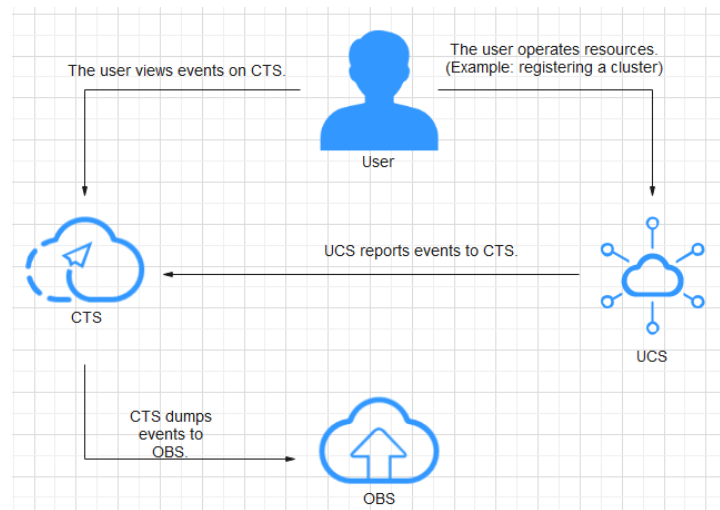 The user views events on CTS.
The user operates resources.
(Example: registering a cluster)
User
UCS reports events to CTS.
CTS
UCS
CTS dumps
events to
OBS.
OBS